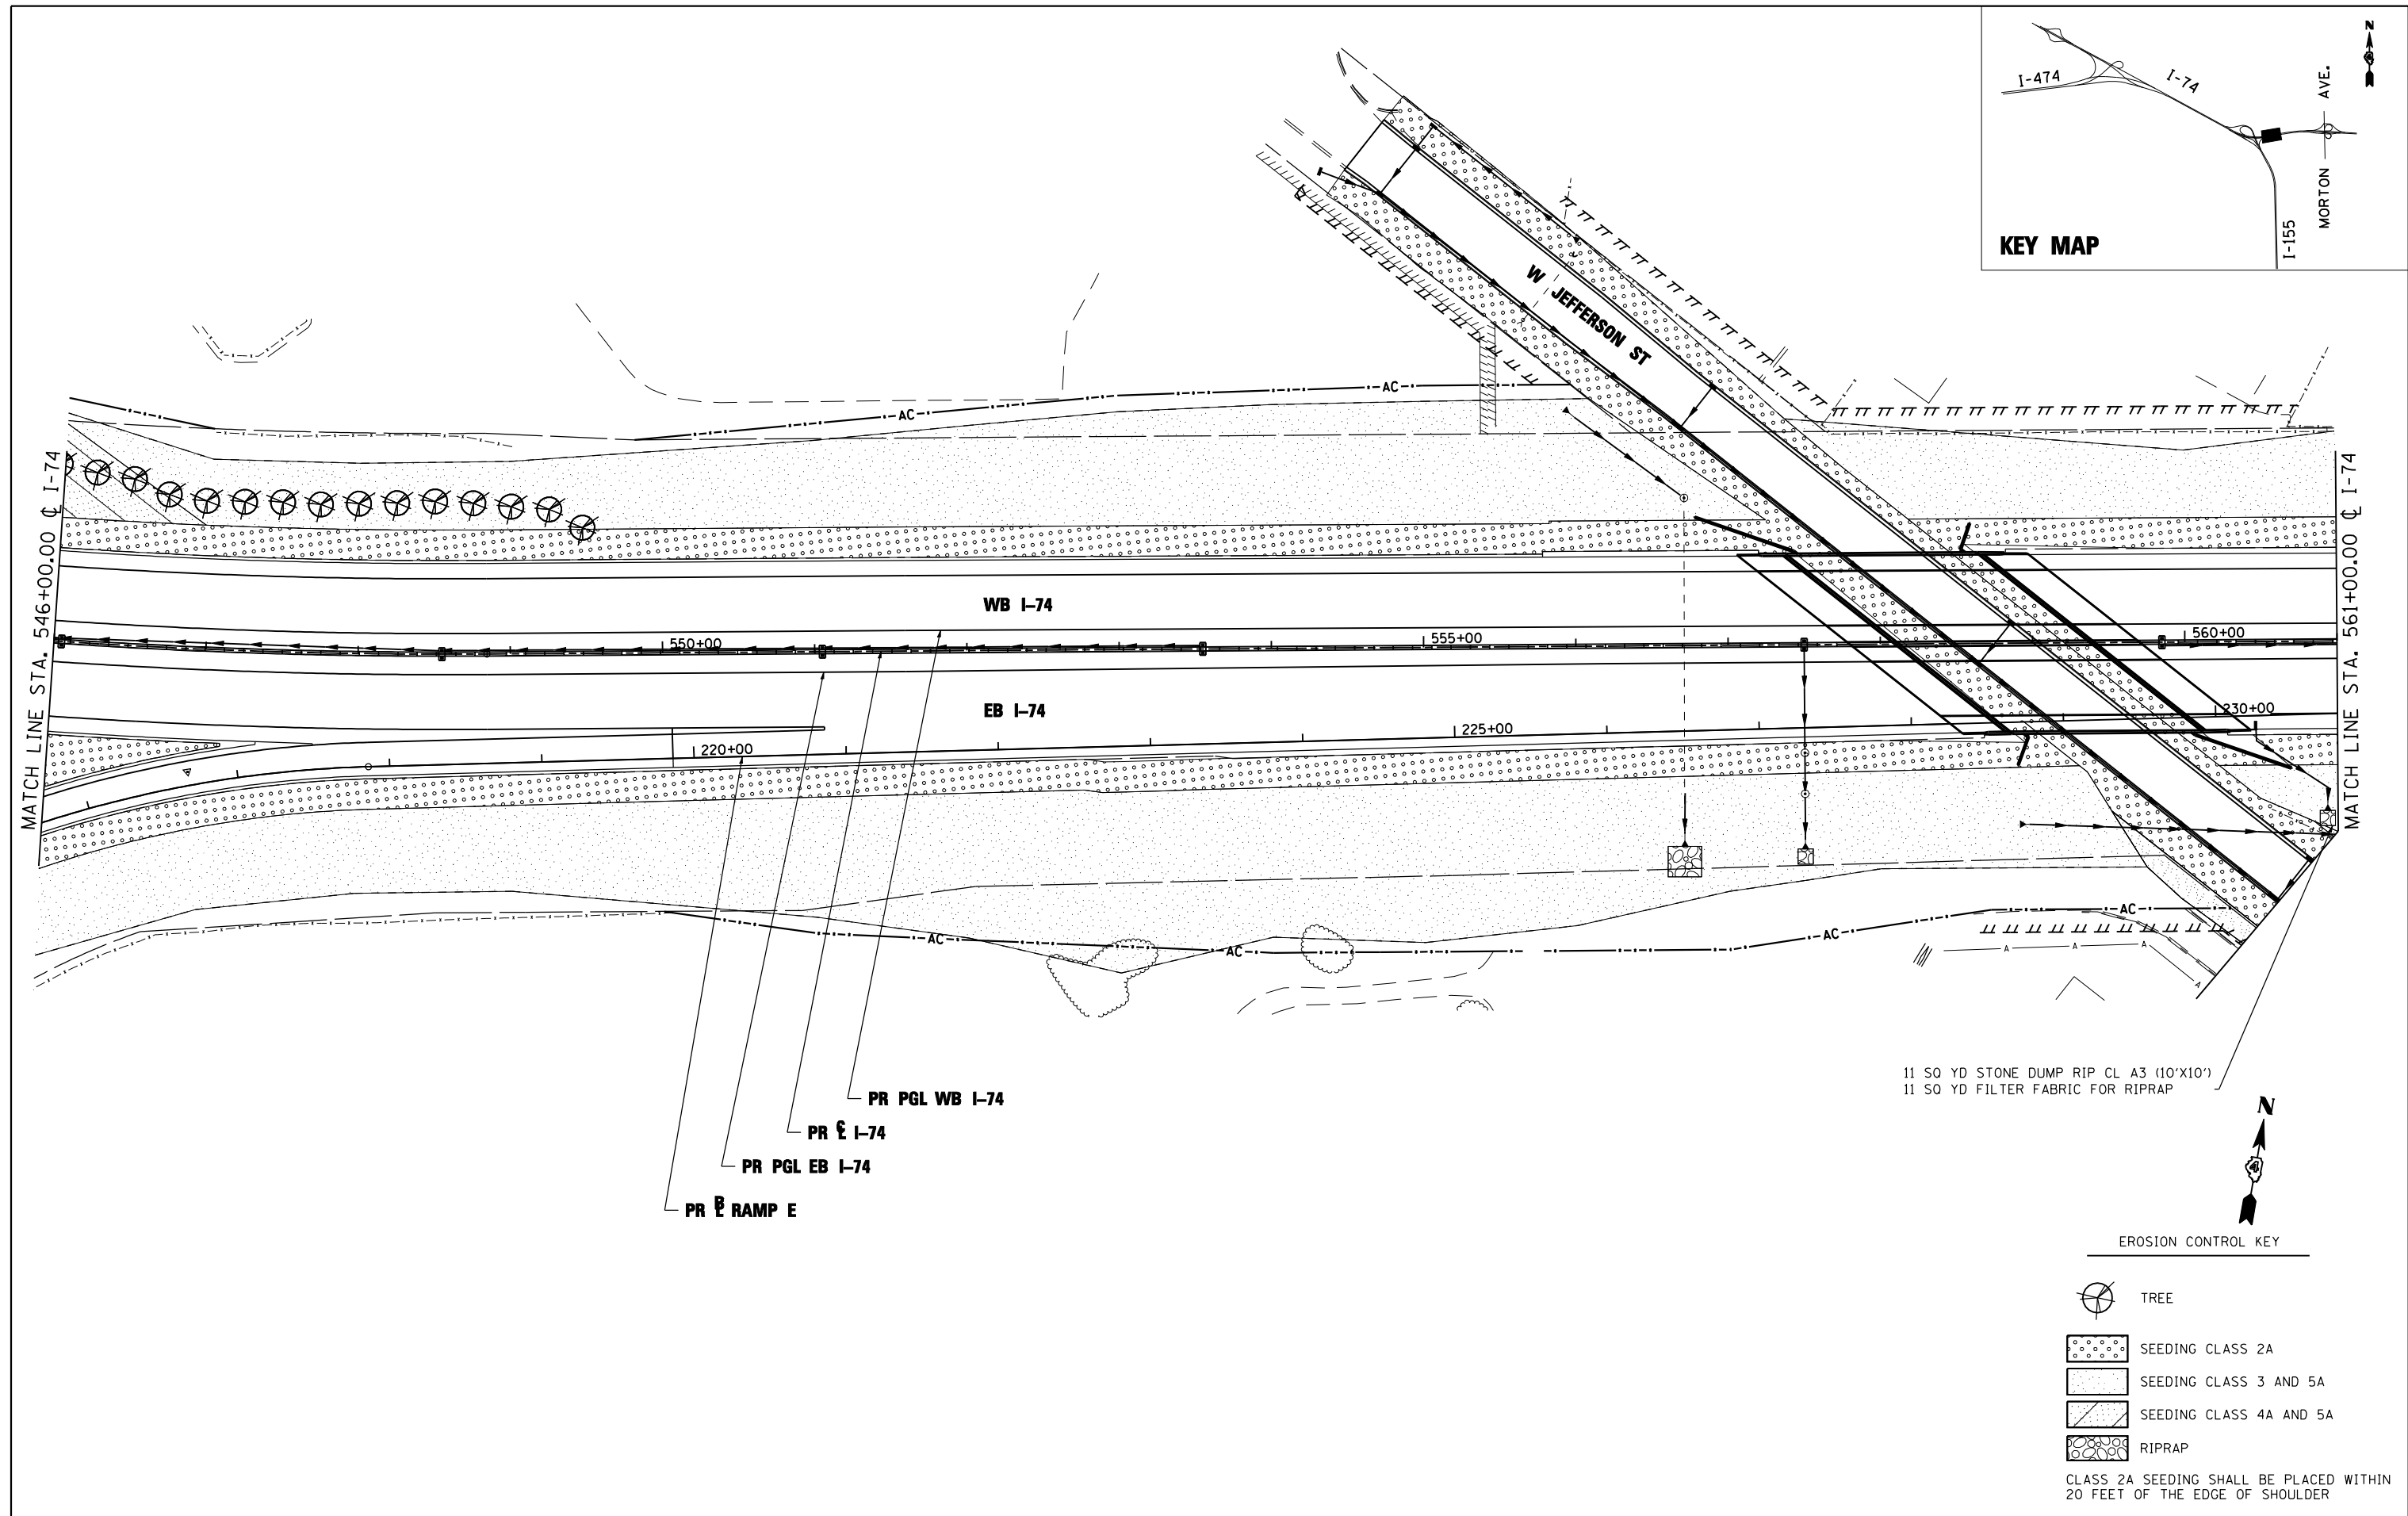 I-474
I-74
MORTON AVE.
N
I-155
KEY MAP
W JEFFERSON ST
AC
AC
MATCH LINE STA. 546+00.00 ℄ I-74
MATCH LINE STA. 561+00.00 ℄ I-74
WB I-74
550+00
555+00
560+00
EB I-74
220+00
225+00
230+00
AC
AC
AC
AC
A
A
A
A
11 SQ YD STONE DUMP RIP CL A3 (10'X10')
11 SQ YD FILTER FABRIC FOR RIPRAP
PR PGL WB I-74
PR ℄ I-74
PR PGL EB I-74
PR BL RAMP E
N
4
EROSION CONTROL KEY
TREE
SEEDING CLASS 2A
SEEDING CLASS 3 AND 5A
SEEDING CLASS 4A AND 5A
RIPRAP
CLASS 2A SEEDING SHALL BE PLACED WITHIN
20 FEET OF THE EDGE OF SHOULDER